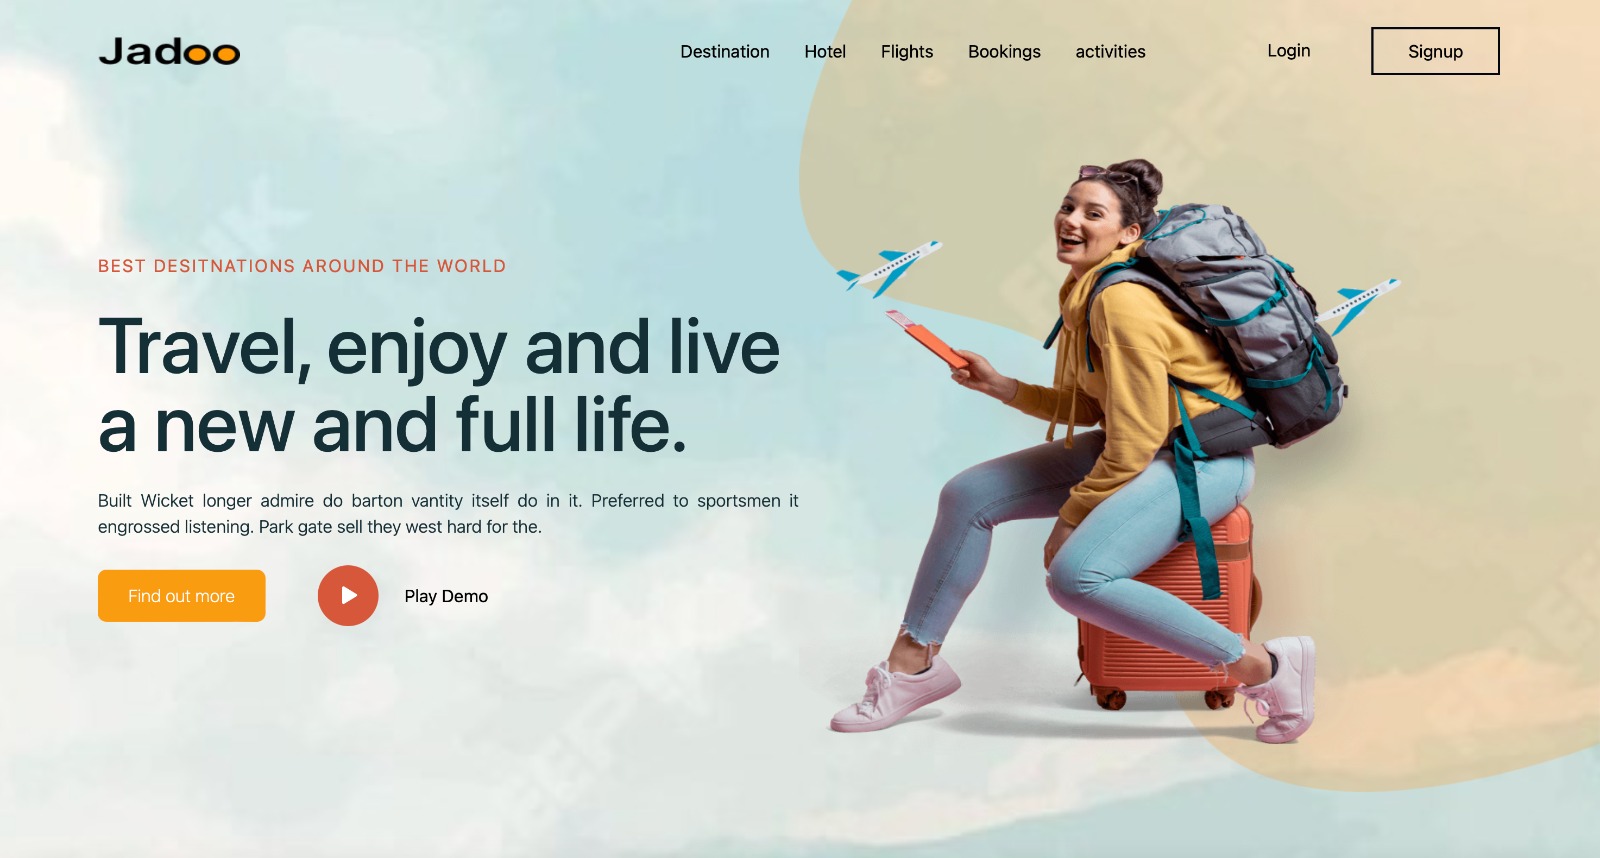 Jadoo
Destination Hotel Flights Bookings activities Login Signup
BEST DESITNATIONS AROUND THE WORLD
Travel, enjoy and live
a new and full life.
Built Wicket longer admire do barton vantity itself do in it. Preferred to sportsmen it
engrossed listening. Park gate sell they west hard for the.
Find out more
Play Demo